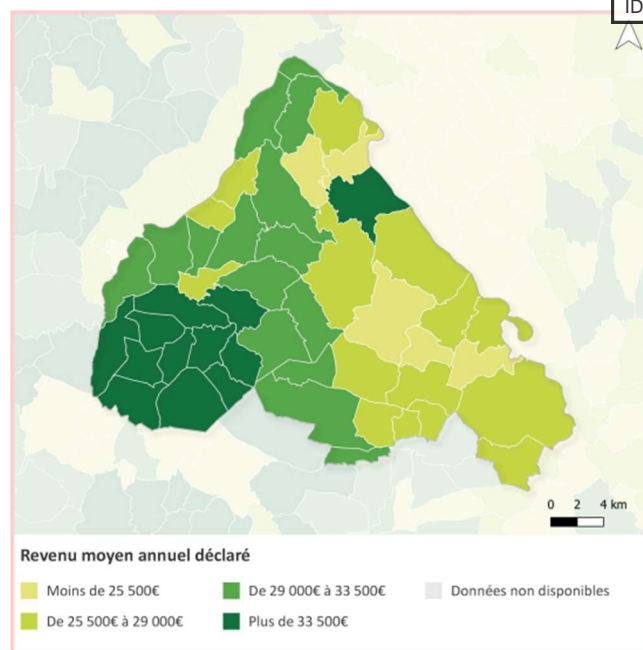 ID
0 2 4 km
Revenu moyen annuel déclaré
Moins de 25 500€
De 29 000€ à 33 500€
Données non disponibles
De 25 500€ à 29 000€
Plus de 33 500€